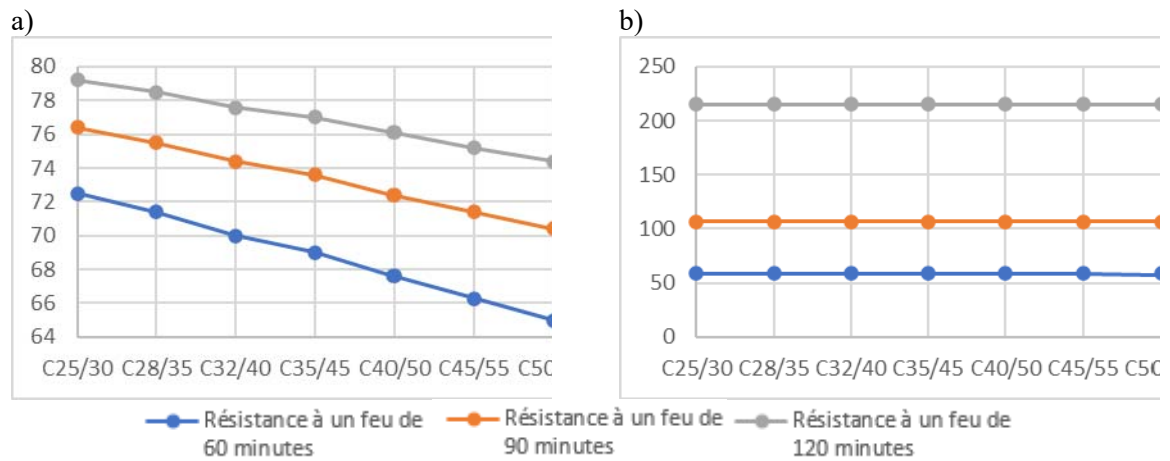 a)
80
78
76
74
72
70
68
66
64
C25/30 C28/35 C32/40 C35/45 C40/50 C45/55 C50
b)
250
200
150
100
50
0
C25/30 C28/35 C32/40 C35/45 C40/50 C45/55 C50
Résistance à un feu de
60 minutes
Résistance à un feu de
90 minutes
Résistance à un feu de
120 minutes